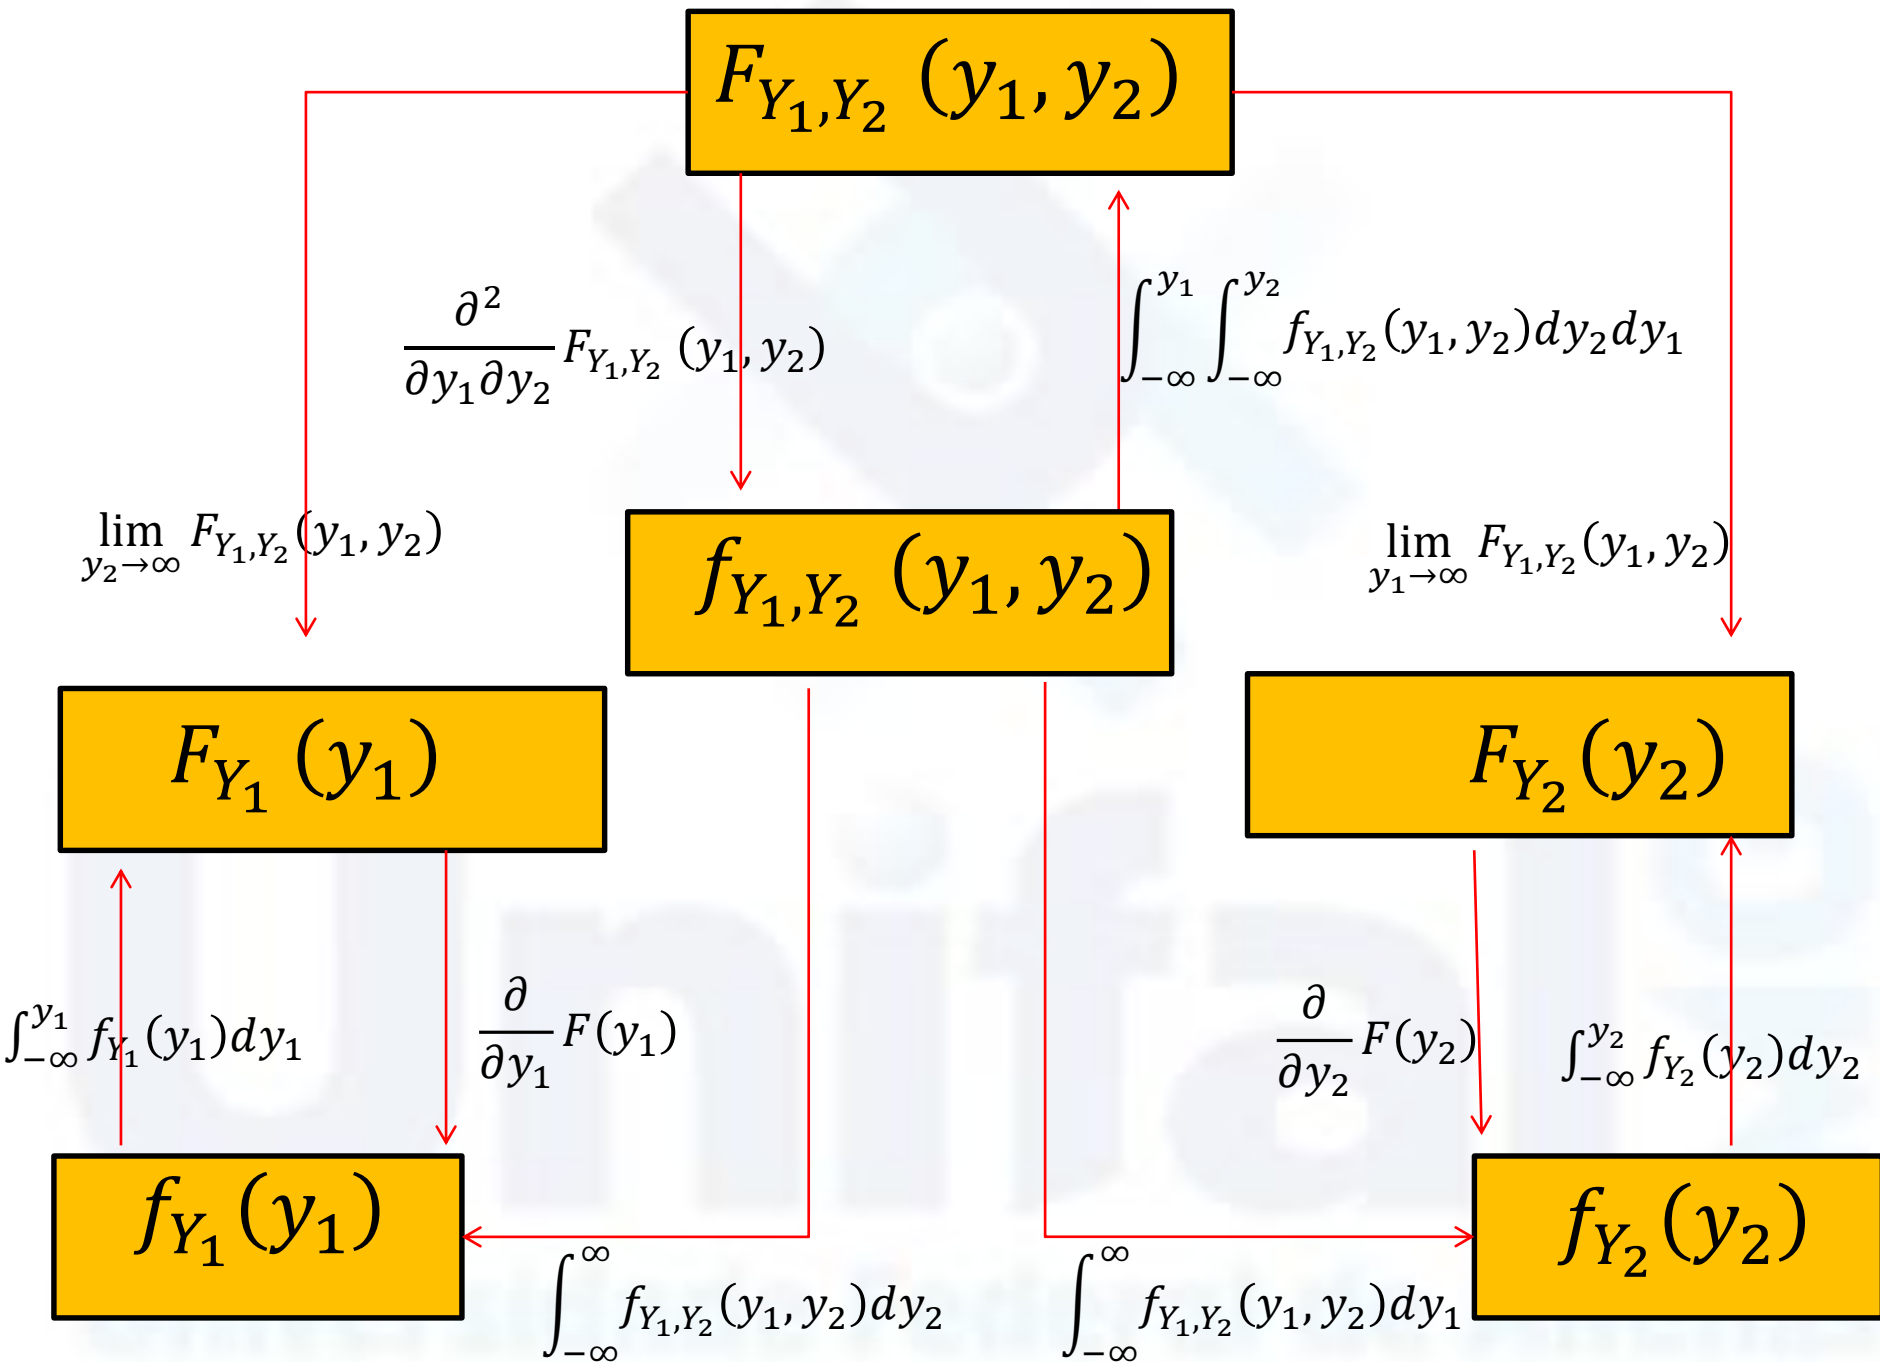 F_{Y_1,Y_2} (y_1, y_2)
\frac{∂^2}{∂y_1∂y_2} F_{Y_1,Y_2} (y_1, y_2)
∫_{−∞}^{y_1} ∫_{−∞}^{y_2} f_{Y_1,Y_2}(y_1, y_2)dy_2dy_1
\lim_{y_2→∞} F_{Y_1,Y_2}(y_1, y_2)
f_{Y_1,Y_2} (y_1, y_2)
\lim_{y_1→∞} F_{Y_1,Y_2}(y_1, y_2)
F_{Y_1} (y_1)
F_{Y_2}(y_2)
∫_{−∞}^{y_1} f_{Y_1}(y_1)dy_1
\frac{∂}{∂y_1} F(y_1)
\frac{∂}{∂y_2} F(y_2)
∫_{−∞}^{y_2} f_{Y_2}(y_2)dy_2
f_{Y_1}(y_1)
f_{Y_2}(y_2)
∫_{−∞}^{∞} f_{Y_1,Y_2}(y_1, y_2)dy_2
∫_{−∞}^{∞} f_{Y_1,Y_2}(y_1, y_2)dy_1
Unifal